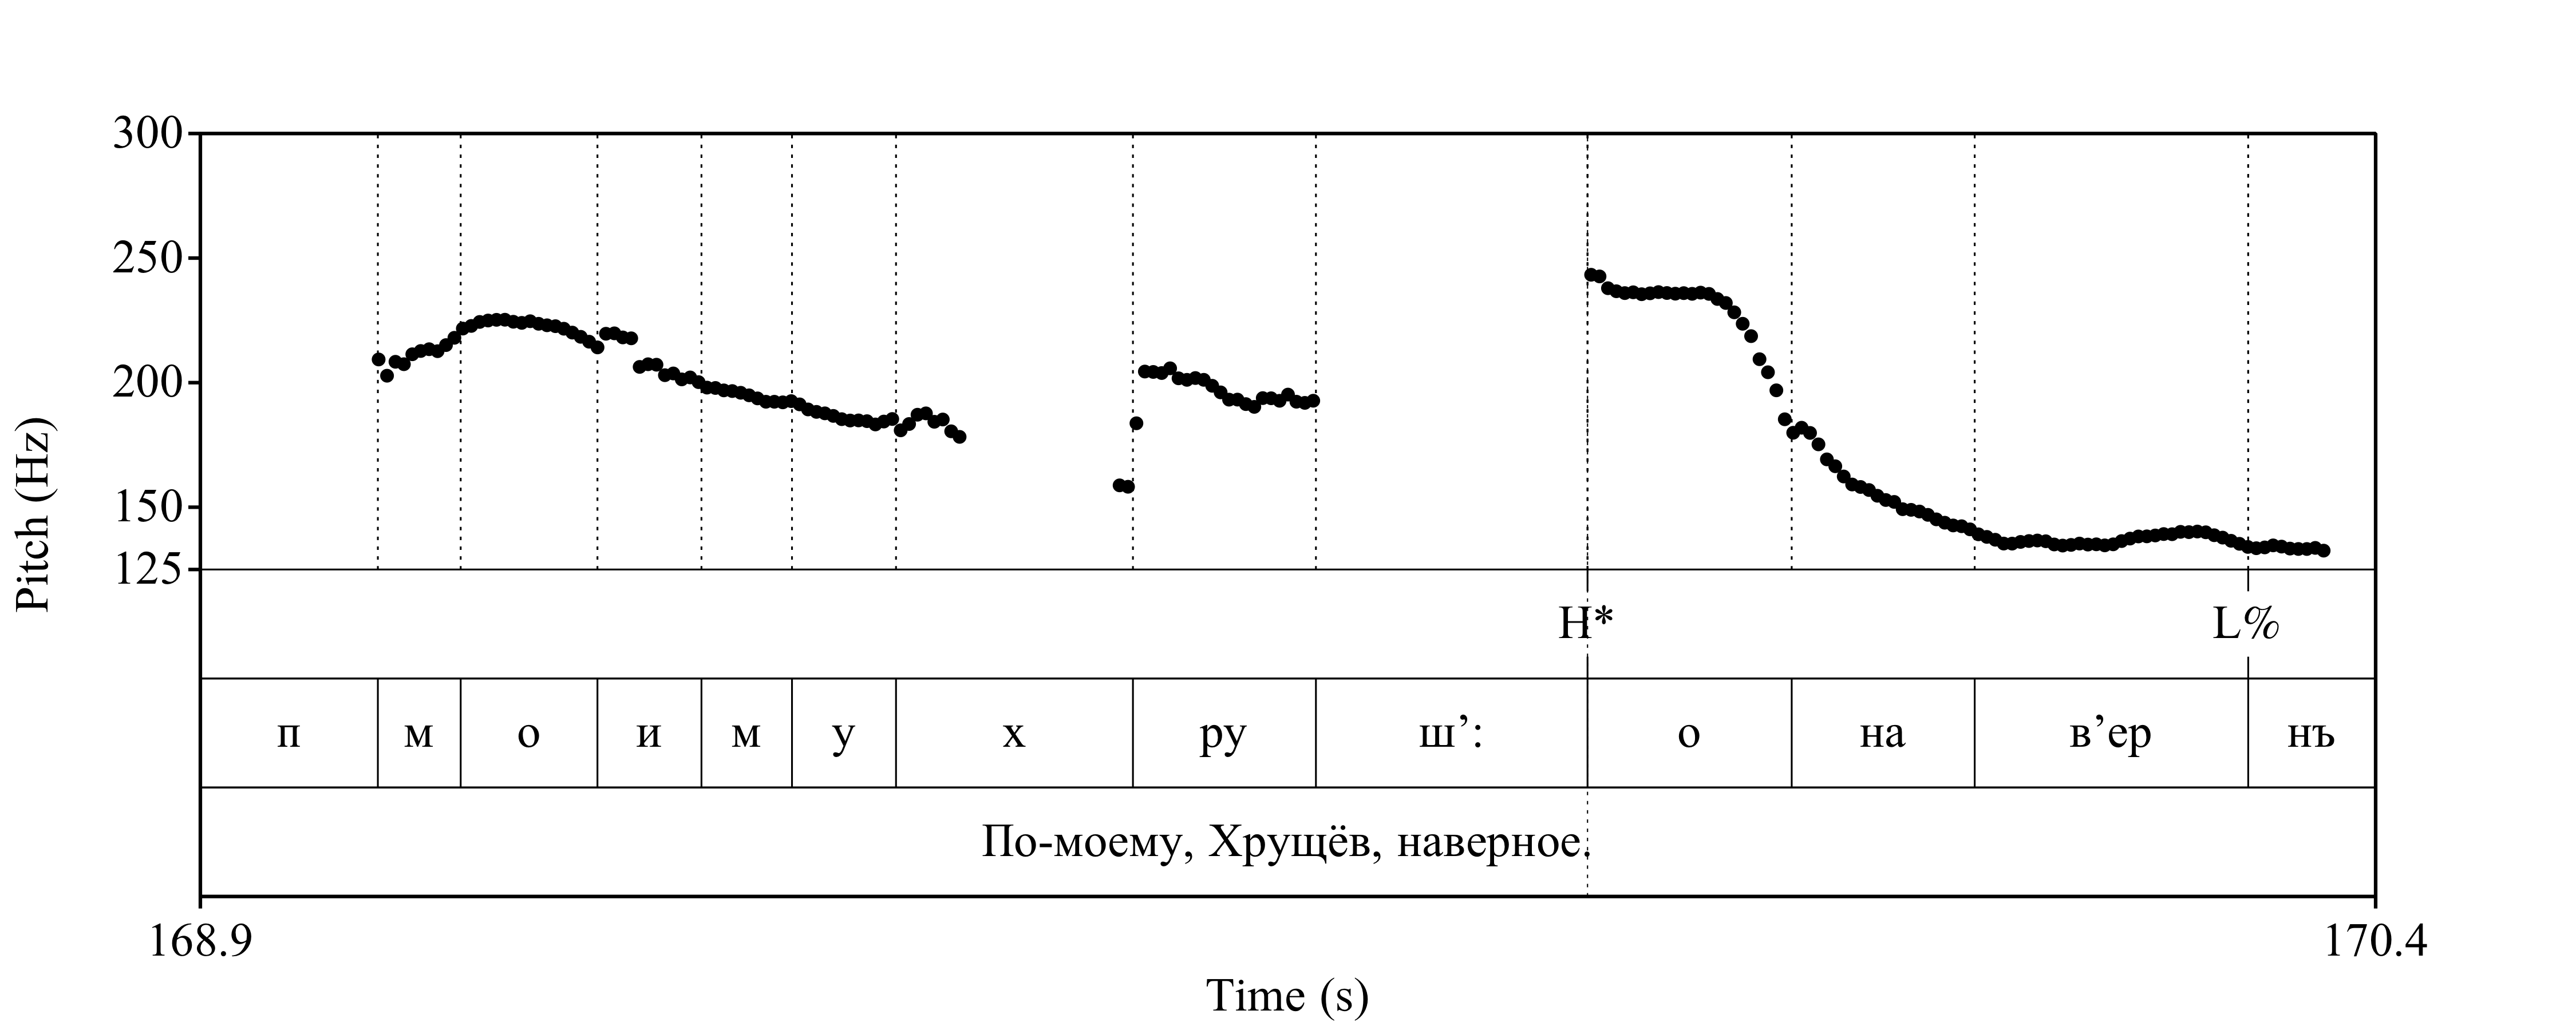 300
250
200
150
125
Pitch (Hz)
H* L%
п м о и м у х ру ш’: о на в’ер нъ
По-моему, Хрущёв, наверное.
168.9 170.4
Time (s)